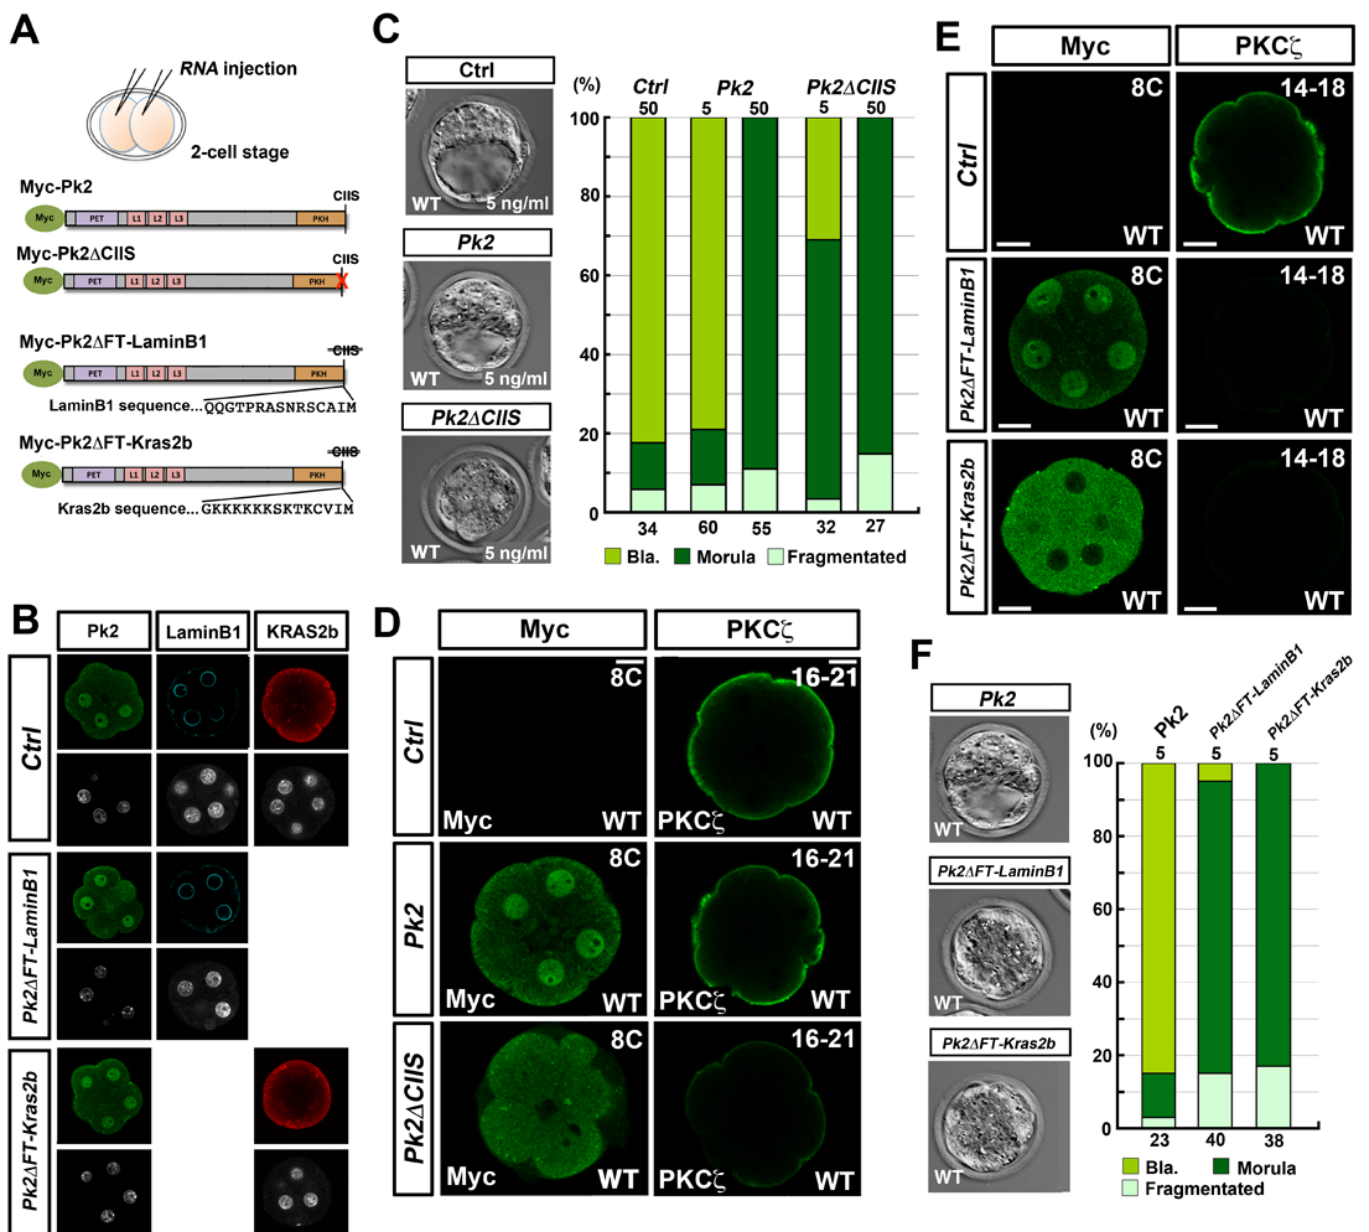 A
RNA injection
2-cell stage
Myc-Pk2
CIIS
Myc PET L1 L2 L3 PKH
Myc-Pk2ΔCIIS
CIIS
Myc PET L1 L2 L3 PKH X
Myc-Pk2ΔFT-LaminB1
CIIS
Myc PET L1 L2 L3 PKH
LaminB1 sequence...QQGTPRASNRSCAIM
Myc-Pk2ΔFT-Kras2b
CIIS
Myc PET L1 L2 L3 PKH
Kras2b sequence...GKKKKKKSKTKCVIM
B
Pk2 LaminB1 KRAS2b
Ctrl
Pk2ΔFT-LaminB1
Pk2ΔFT-Kras2b
C
Ctrl
WT 5 ng/ml
Pk2
WT 5 ng/ml
Pk2ΔCIIS
WT 5 ng/ml
(%) Ctrl Pk2 Pk2ΔCIIS
50 5 50 5 50
100
80
60
40
20
0
34 60 55 32 27
Bla. Morula Fragmentated
D
Myc PKCζ
Ctrl
8C 16-21
Myc WT PKCζ WT
Pk2
8C 16-21
Myc WT PKCζ WT
Pk2ΔCIIS
8C 16-21
Myc WT PKCζ WT
E
Myc PKCζ
Ctrl
8C 14-18
WT WT
Pk2ΔFT-LaminB1
8C 14-18
WT WT
Pk2ΔFT-Kras2b
8C 14-18
WT WT
F
Pk2
WT
Pk2ΔFT-LaminB1
WT
Pk2ΔFT-Kras2b
WT
(%) Pk2 Pk2ΔFT-LaminB1 Pk2ΔFT-Kras2b
5 5 5
100
80
60
40
20
0
23 40 38
Bla. Morula
Fragmentated